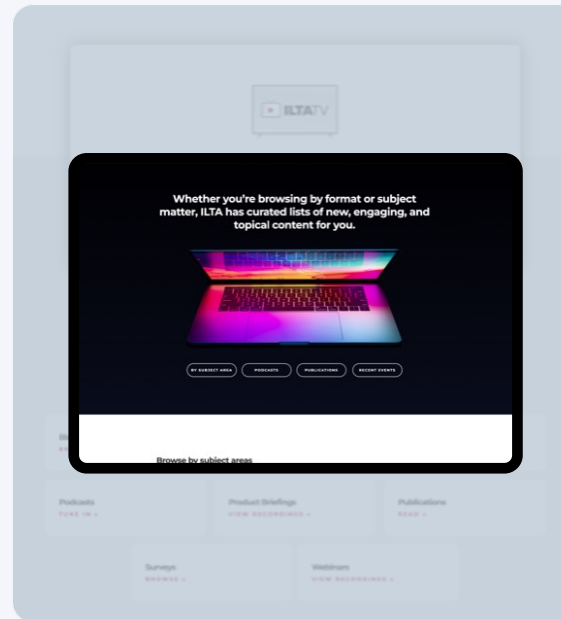 ILTATV
Whether you're browsing by format or subject
matter, ILTA has curated lists of new, engaging, and
topical content for you.
BY SUBJECT AREA
PODCASTS
PUBLICATIONS
RECENT EVENTS
Browse by subject areas
Podcasts
TUNE IN
Product Briefings
VIEW RECORDINGS
Publications
READ
Surveys
BROWSE
Webinars
VIEW RECORDINGS